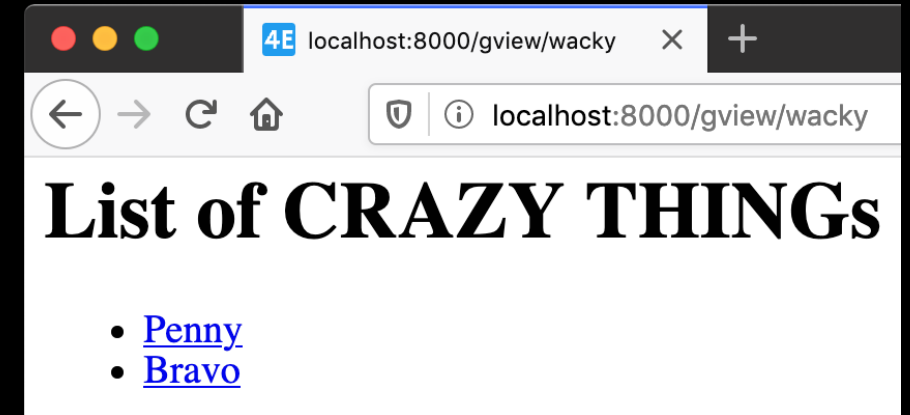 4E localhost:8000/gview/wacky
localhost:8000/gview/wacky
List of CRAZY THINGs
• Penny
• Bravo